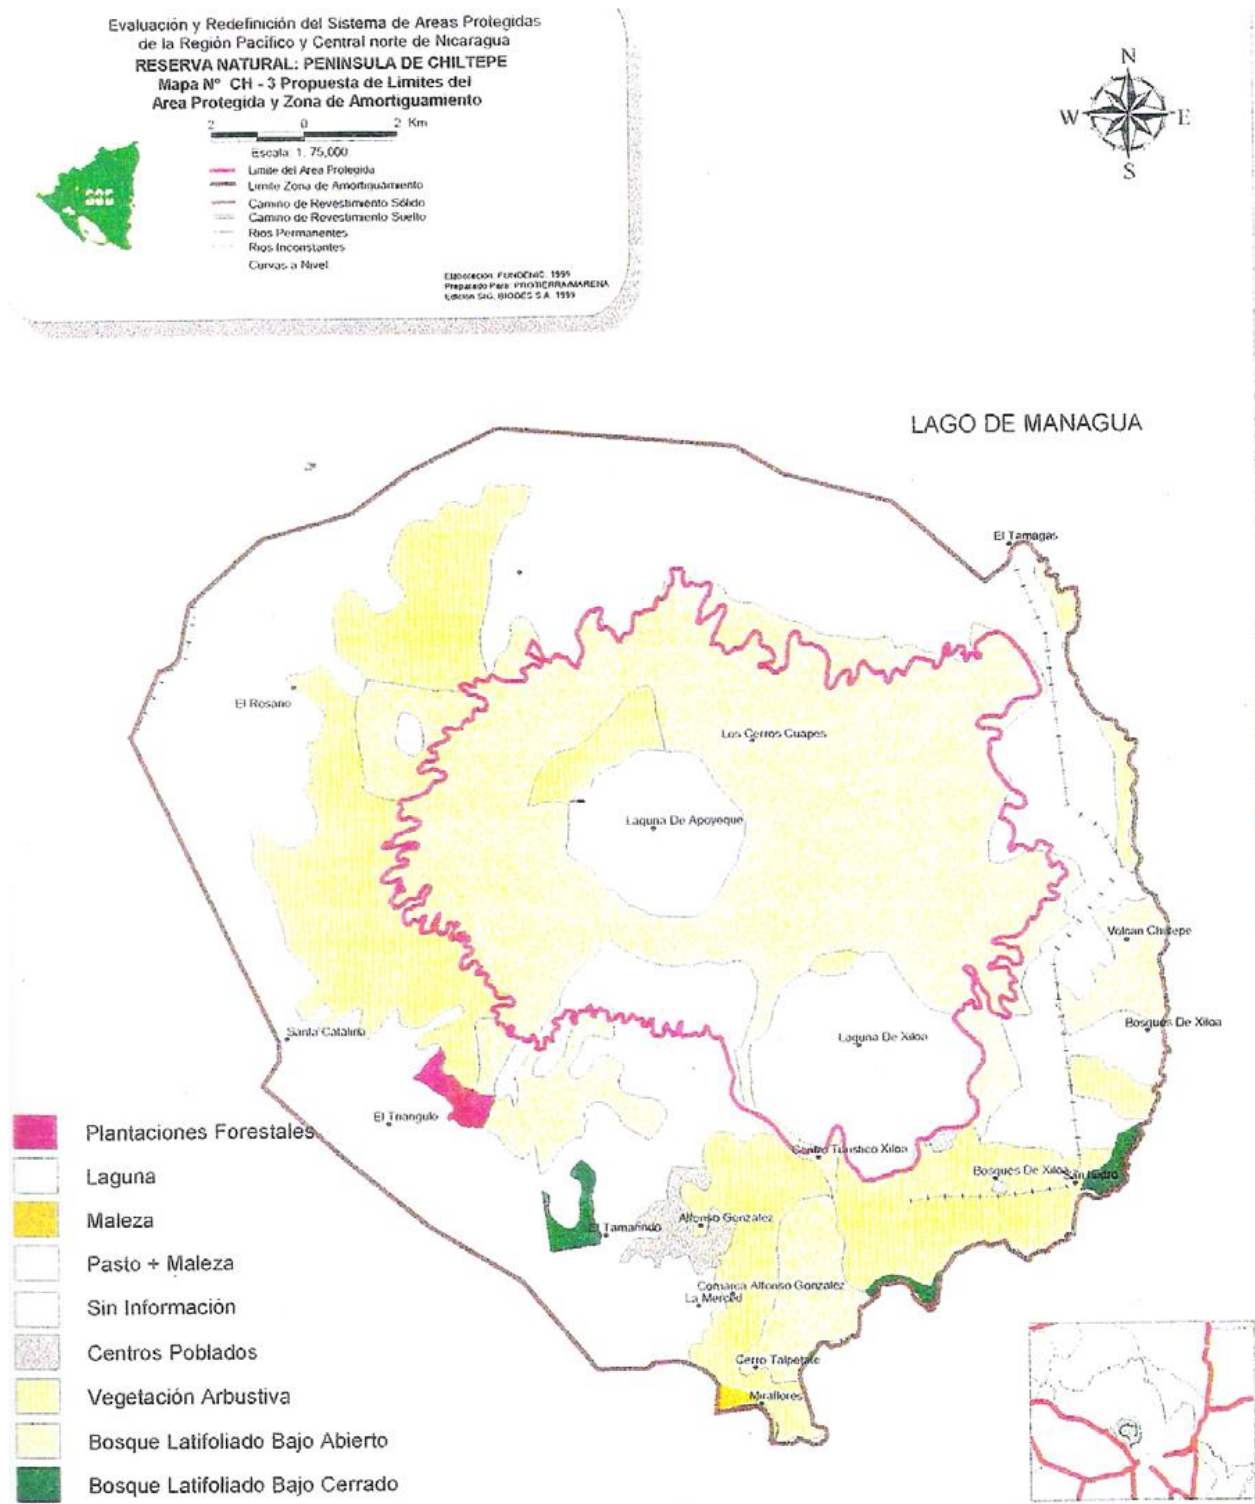 Evaluación y Redefinición del Sistema de Areas Protegidas
de la Región Pacífico y Central norte de Nicaragua
RESERVA NATURAL: PENINSULA DE CHILTEPE
Mapa Nº CH - 3 Propuesta de Limites del
Area Protegida y Zona de Amortiguamiento
2 0 2 Km
Escala: 1: 75,000
Limite del Area Protegida
Limite Zona de Amortiguamiento
Camino de Revestimiento Sólido
Camino de Revestimiento Suelto
Rios Permanentes
Rios Inconstantes
Curvas a Nivel
Elaboracion: FUNDENIC, 1999
Preparado Para: PROTIERRA/MARENA
Edicion SIG, BIODES S.A. 1999
N
W E
S
LAGO DE MANAGUA
El Tamagas
El Rosario
Los Cerros Cuapes
Laguna De Apoyeque
Volcan Chiltepe
Bosques De Xiloa
Santa Catalina
Laguna De Xiloa
El Triangulo
Centro Turistico Xiloa
Bosques De Xiloa
San Isidro
Alfonso Gonzalez
El Tamarindo
Comarca Alfonso Gonzalez
La Merced
Cerro Talpetate
Miraflores
Plantaciones Forestales
Laguna
Maleza
Pasto + Maleza
Sin Información
Centros Poblados
Vegetación Arbustiva
Bosque Latifoliado Bajo Abierto
Bosque Latifoliado Bajo Cerrado